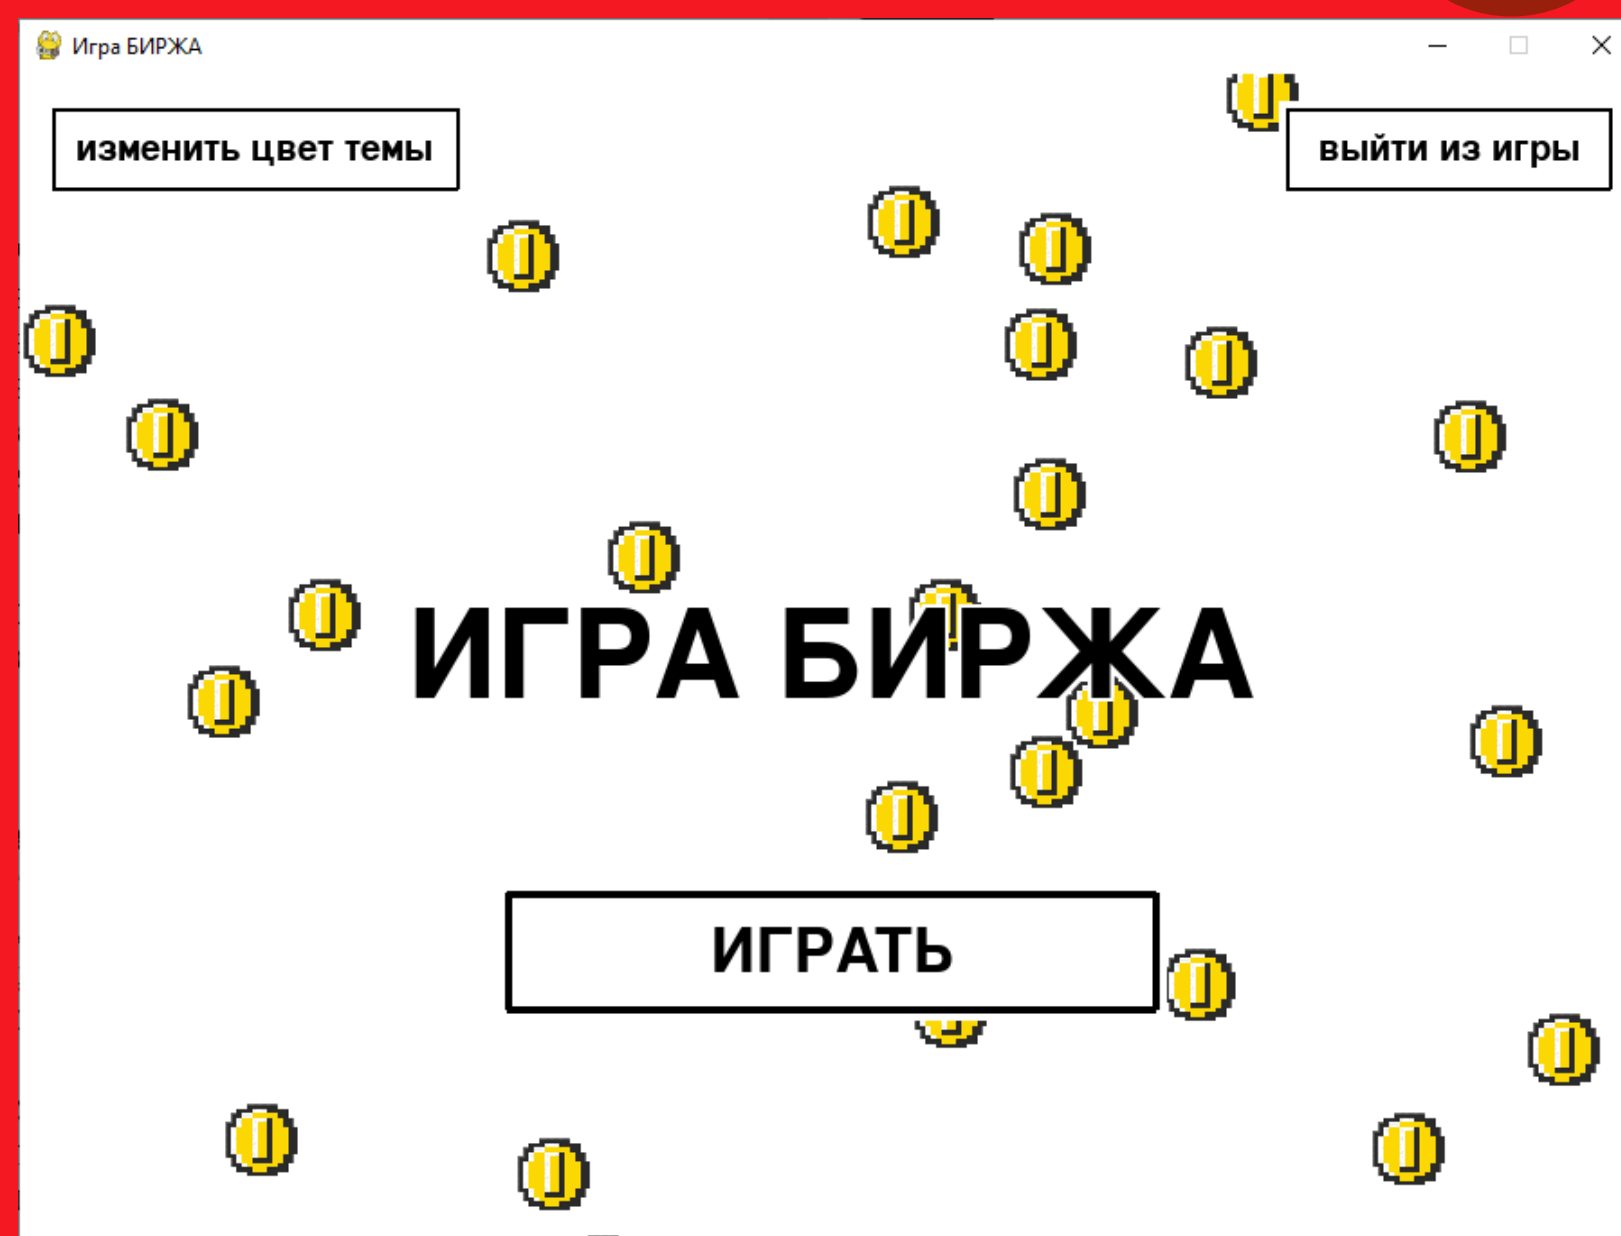 Игра БИРЖА
изменить цвет темы
выйти из игры
ИГРА БИРЖА
ИГРАТЬ